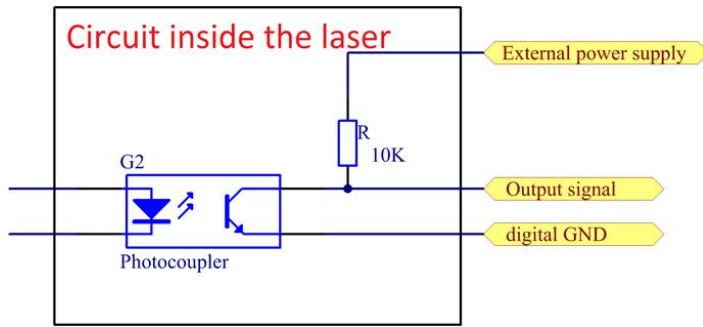 Circuit inside the laser
External power supply
R
10K
G2
Output signal
digital GND
Photocoupler